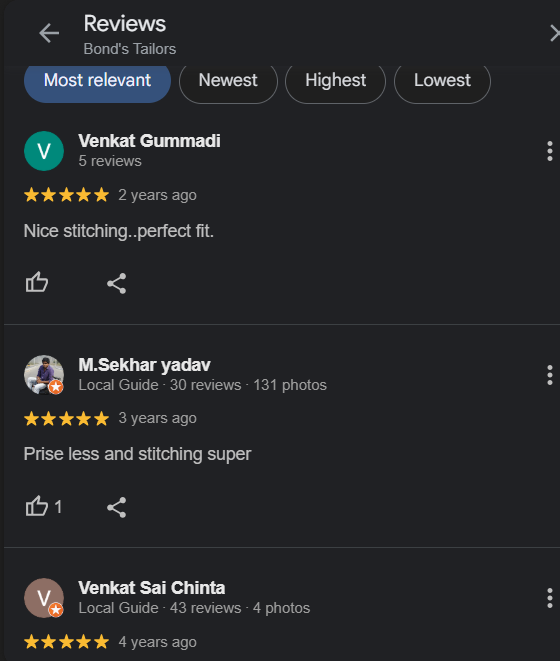 Reviews
Bond's Tailors
Most relevant
Newest
Highest
Lowest
V
Venkat Gummadi
5 reviews
2 years ago
Nice stitching..perfect fit.
M.Sekhar yadav
Local Guide · 30 reviews · 131 photos
3 years ago
Prise less and stitching super
1
V
Venkat Sai Chinta
Local Guide · 43 reviews · 4 photos
4 years ago